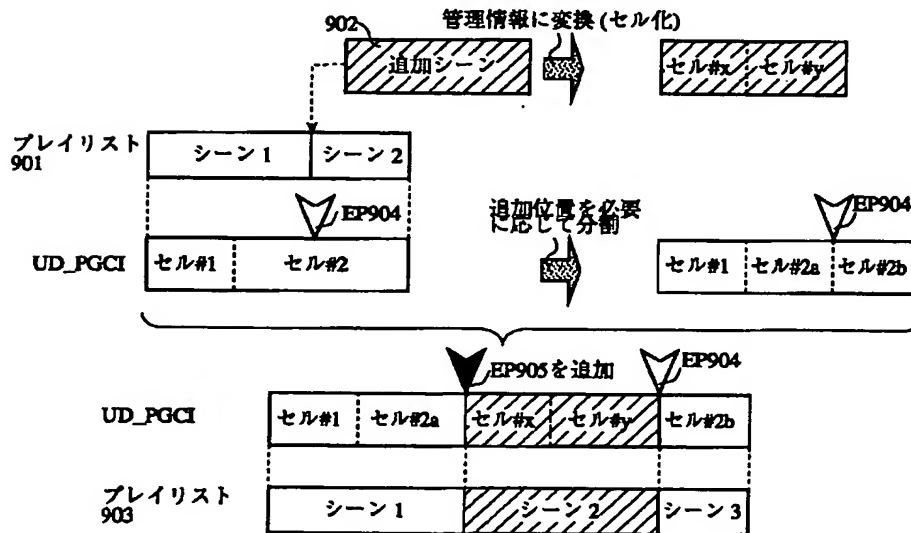 902
管理情報に変換(セル化)
追加シーン
セル#x
セル#y
プレイリスト
901
シーン1
シーン2
EP904
追加位置を必要
に応じて分割
EP904
UD_PGCI
セル#1
セル#2
セル#1
セル#2a
セル#2b
EP905を追加
EP904
UD_PGCI
セル#1
セル#2a
セル#x
セル#y
セル#2b
プレイリスト
903
シーン1
シーン2
シーン3